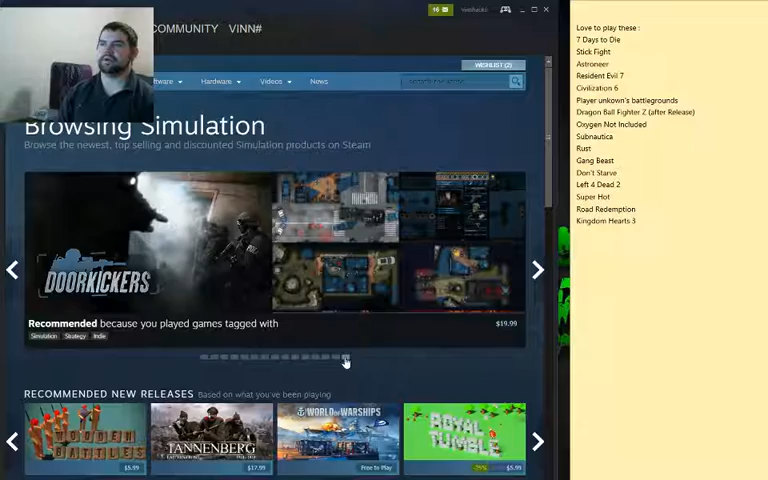 16
COMMUNITY VINN#
WISHLIST (2)
ftware Hardware Videos News
search the store
Browsing Simulation
Browse the newest, top selling and discounted Simulation products on Steam
DOORKICKERS
Recommended because you played games tagged with
$19.99
Simulation Strategy Indie
RECOMMENDED NEW RELEASES Based on what you've been playing
WOODEN BATTLES
$5.99
TANNENBERG
$17.99
WORLD OF WARSHIPS
Free to Play
ROYAL TUMBLE
$5.99
Love to play these :
7 Days to Die
Stick Fight
Astroneer
Resident Evil 7
Civilization 6
Player unkown's battlegrounds
Dragon Ball Fighter Z (after Release)
Oxygen Not Included
Subnautica
Rust
Gang Beast
Don't Starve
Left 4 Dead 2
Super Hot
Road Redemption
Kingdom Hearts 3